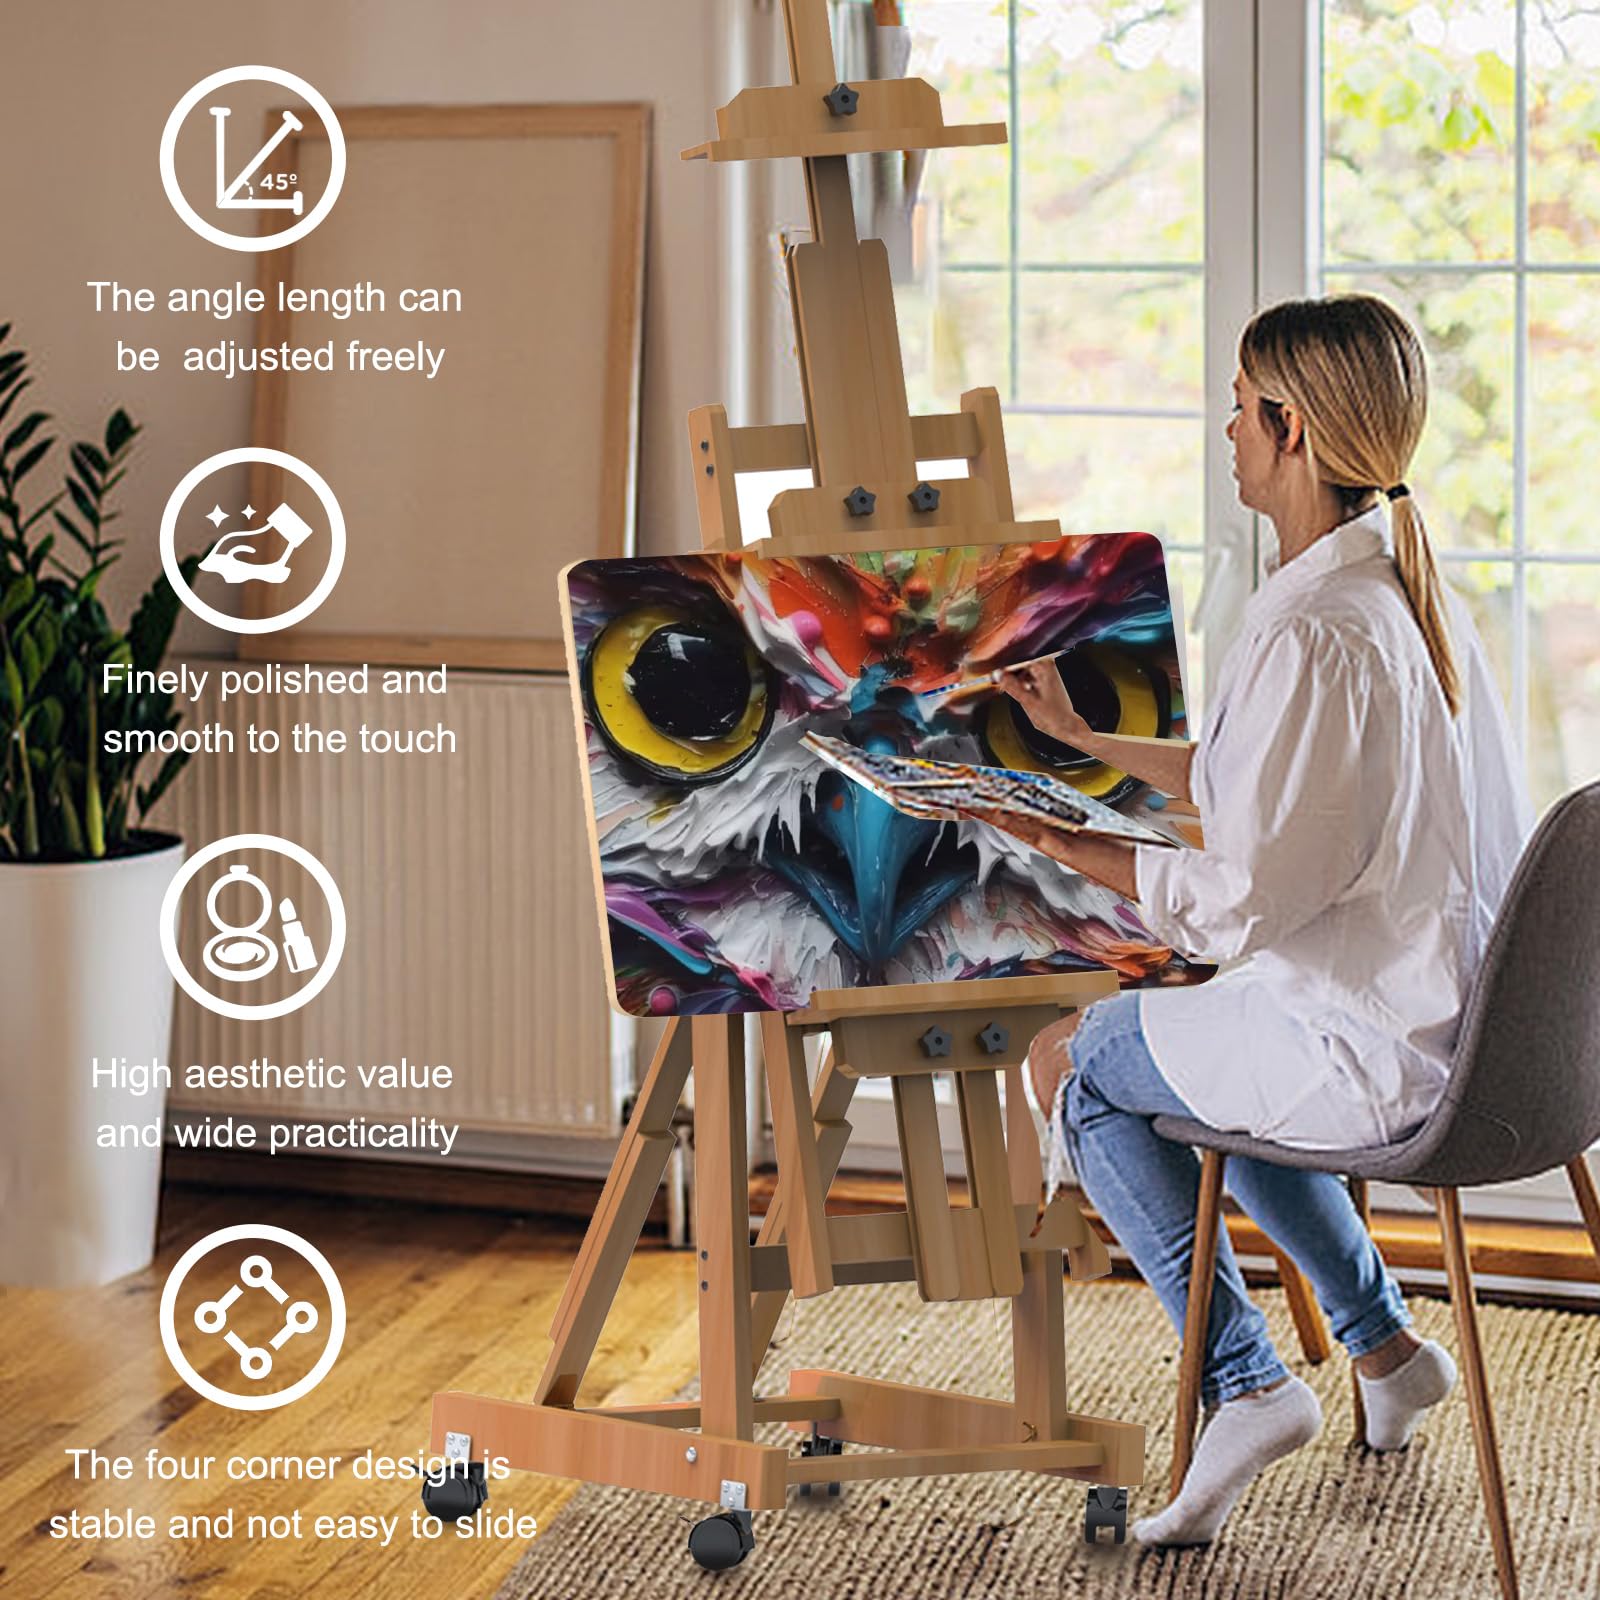 45º
The angle length can
be adjusted freely
Finely polished and
smooth to the touch
High aesthetic value
and wide practicality
The four corner design is
stable and not easy to slide